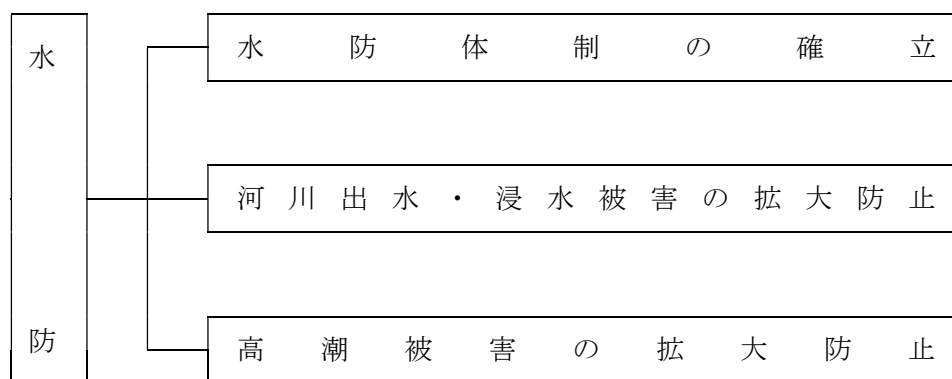 水防
水防体制の確立
河川出水・浸水被害の拡大防止
高潮被害の拡大防止